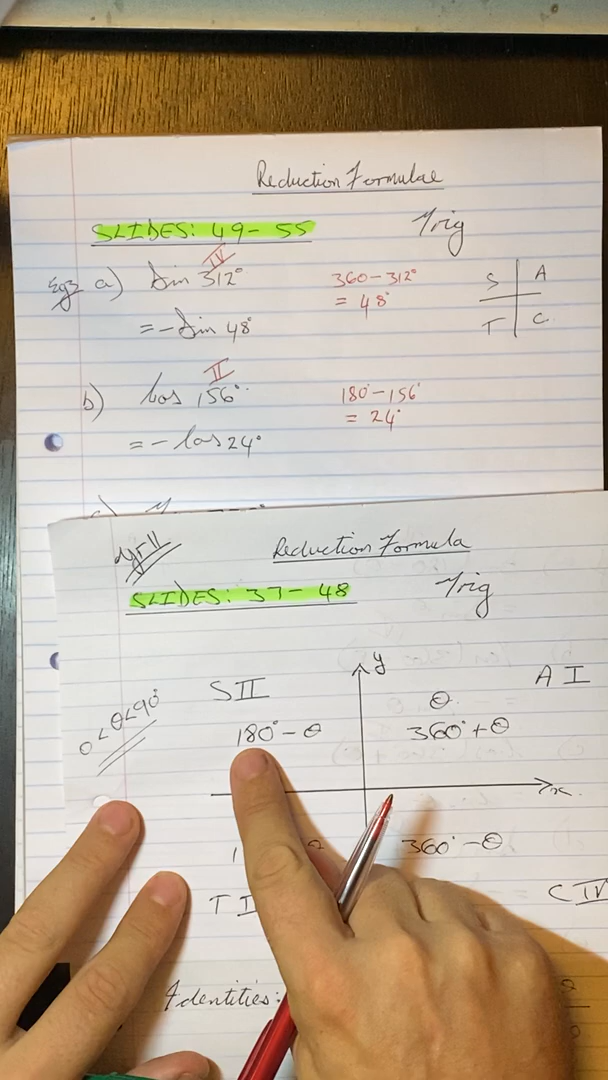 Reduction Formulae
SLIDES: 49-55
Trig
IV
Eg3 a) Sin 312°
360-312°
= 48°
S A
T C
= -Sin 48°
II
b) Cos 156°
180°-156°
= 24°
= -Cos 24°
Gr 11
Reduction Formula
SLIDES: 37-48
Trig
y
S II
A I
0<θ<90°
θ
180°-θ
360°+θ
x
360°-θ
C IV
T I
Identities: